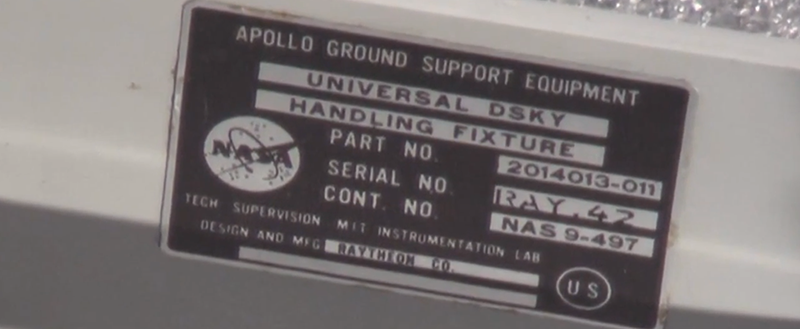 APOLLO GROUND SUPPORT EQUIPMENT
UNIVERSAL DSKY
HANDLING FIXTURE
NASA
PART NO. 2014013-011
SERIAL NO. RAY.42
CONT. NO. NAS 9-497
TECH SUPERVISION MIT INSTRUMENTATION LAB
DESIGN AND MFG RAYTHEON CO.
US